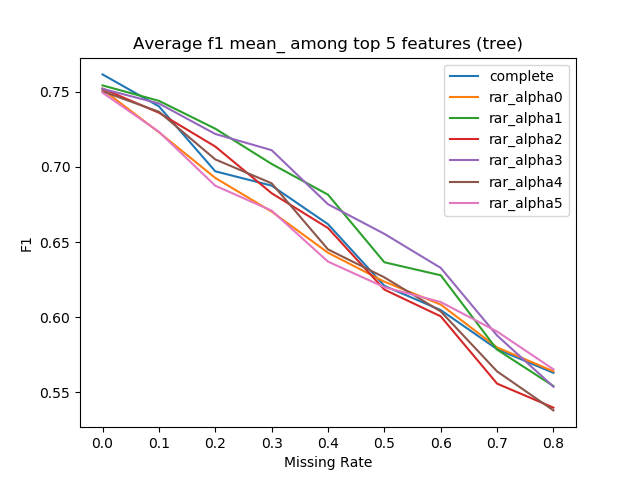 Average f1 mean_ among top 5 features (tree)
complete
rar_alpha0
rar_alpha1
rar_alpha2
rar_alpha3
rar_alpha4
rar_alpha5
F1
0.75
0.70
0.65
0.60
0.55
0.0 0.1 0.2 0.3 0.4 0.5 0.6 0.7 0.8
Missing Rate